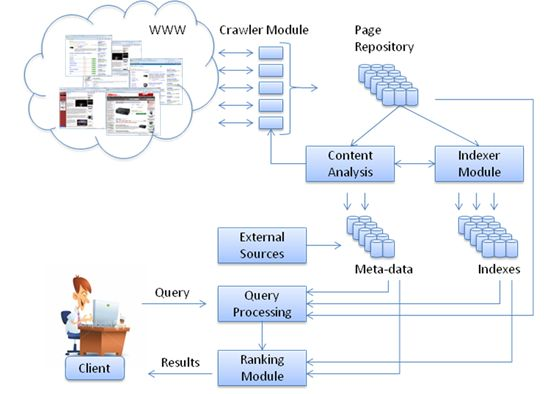 WWW
Crawler Module
Page
Repository
Content
Analysis
Indexer
Module
External
Sources
Meta-data
Indexes
Query
Query
Processing
Results
Ranking
Module
Client